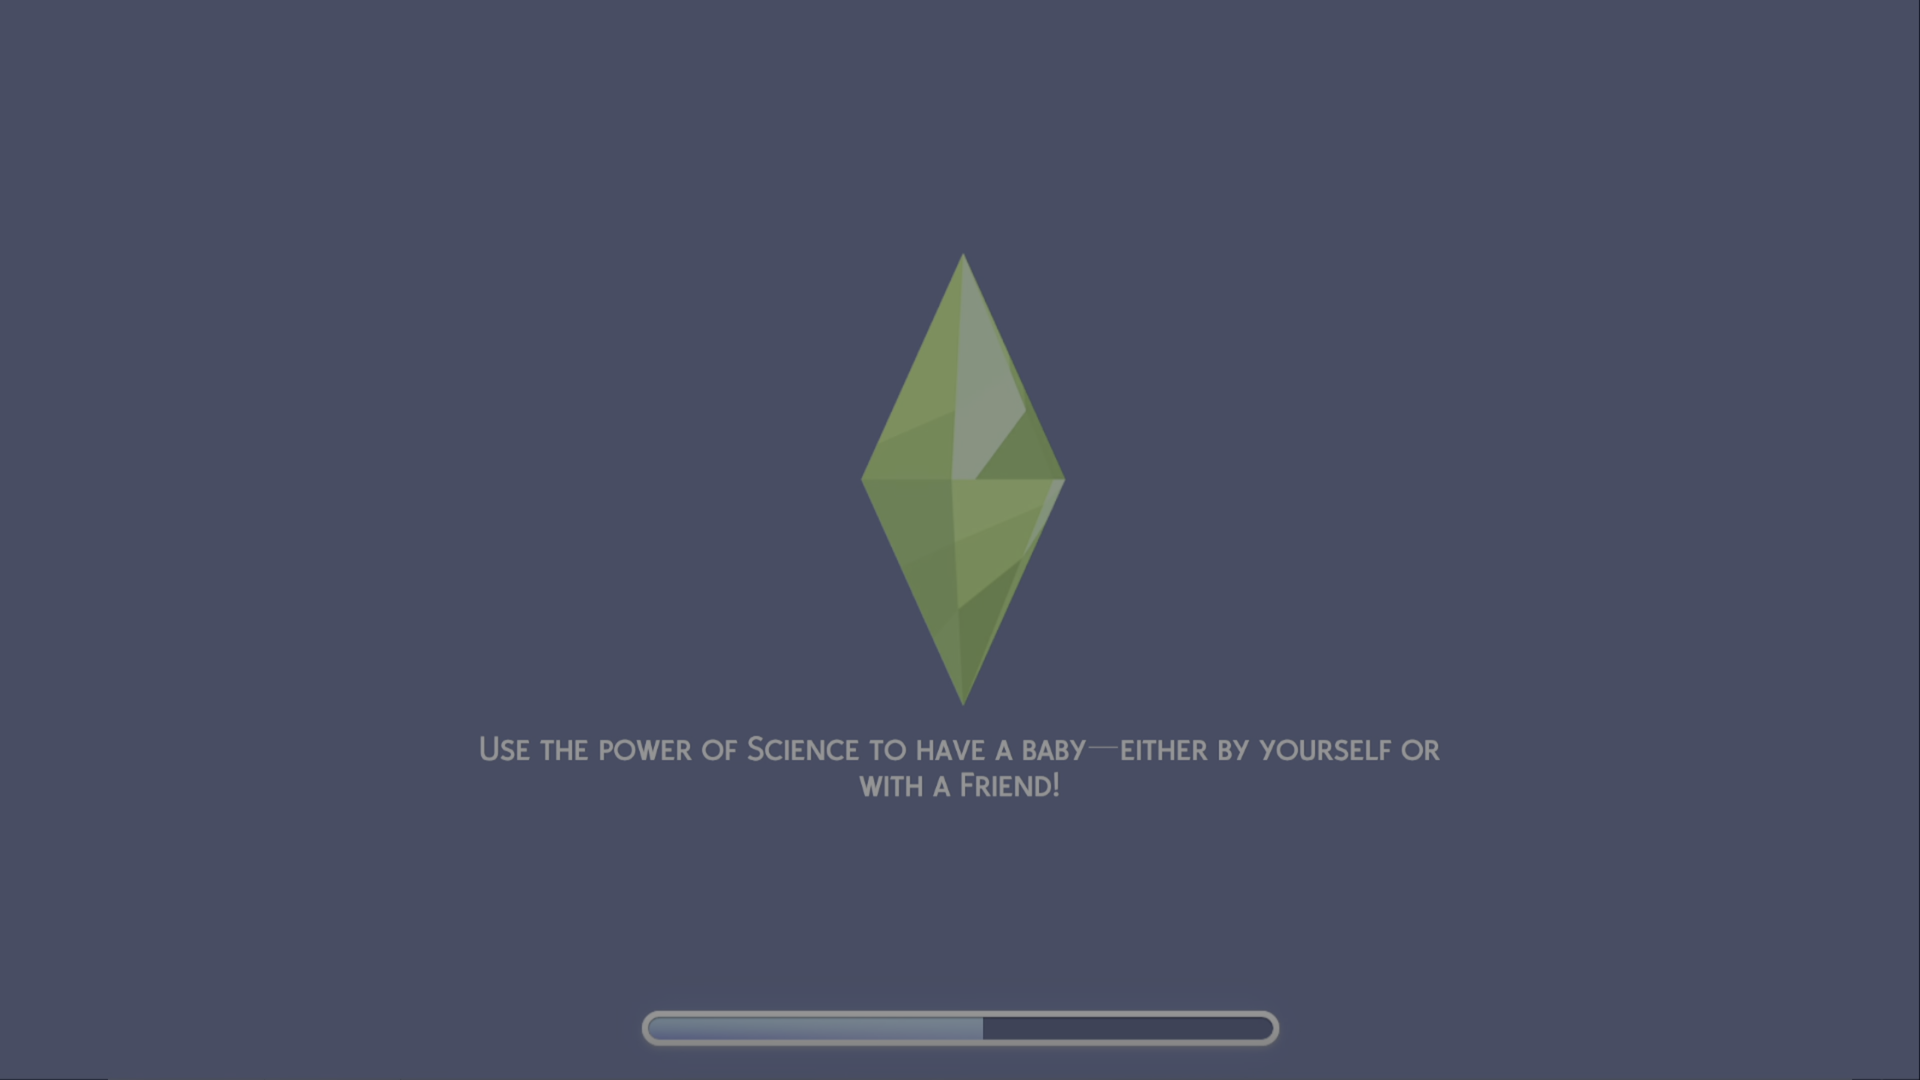 Use the power of Science to have a baby—either by yourself or
with a Friend!